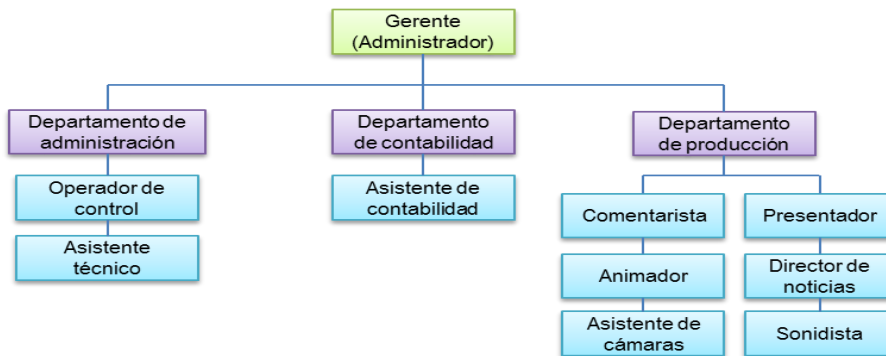 Gerente
(Administrador)
Departamento de
administración
Departamento
de contabilidad
Departamento
de producción
Operador de
control
Asistente de
contabilidad
Asistente
técnico
Comentarista
Presentador
Animador
Director de
noticias
Asistente de
cámaras
Sonidista